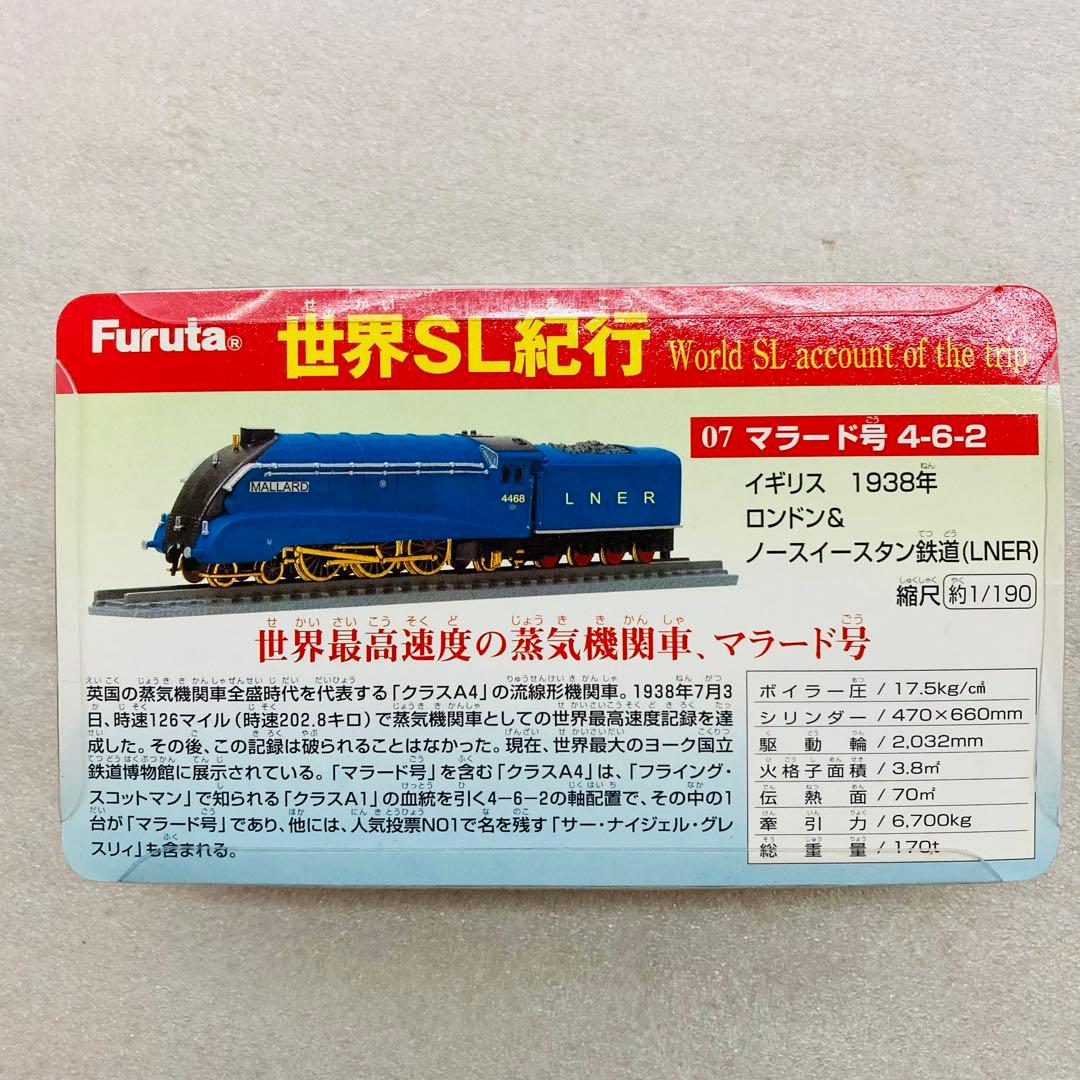 Furuta® 世界SL紀行 World SL account of the trip
07 マラード号 4-6-2
MALLARD
4468
L N E R
イギリス 1938年
ロンドン&
ノースイースタン鉄道(LNER)
縮尺 約1/190
世界最高速度の蒸気機関車、マラード号
英国の蒸気機関車全盛時代を代表する「クラスA4」の流線形機関車。1938年7月3
日、時速126マイル(時速202.8キロ)で蒸気機関車としての世界最高速度記録を達
成した。その後、この記録は破られることはなかった。現在、世界最大のヨーク国立
鉄道博物館に展示されている。「マラード号」を含む「クラスA4」は、「フライング・
スコットマン」で知られる「クラスA1」の血統を引く4-6-2の軸配置で、その中の1
台が「マラード号」であり、他には、人気投票NO1で名を残す「サー・ナイジェル・グレ
スリィ」も含まれる。
ボイラー圧 / 17.5kg/c㎡
シリンダー / 470×660mm
駆動輪 / 2,032mm
火格子面積 / 3.8㎡
伝熱面 / 70㎡
牽引力 / 6,700kg
総重量 / 170t